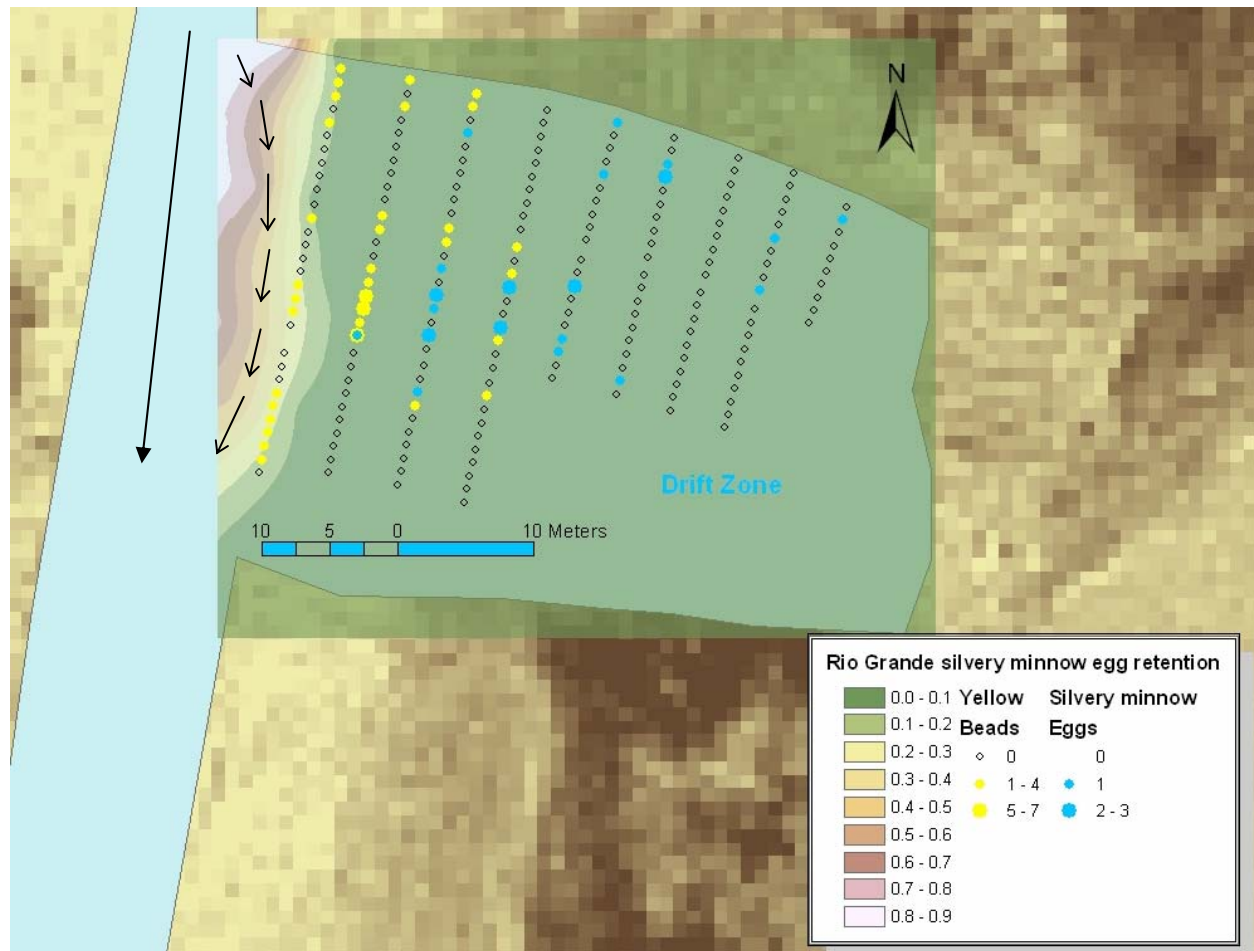 N
Drift Zone
10 5 0 10 Meters
Rio Grande silvery minnow egg retention
Yellow Beads
Silvery minnow Eggs
0.0 - 0.1
0.1 - 0.2
0.2 - 0.3
0.3 - 0.4
0.4 - 0.5
0.5 - 0.6
0.6 - 0.7
0.7 - 0.8
0.8 - 0.9
0
1 - 4
5 - 7
0
1
2 - 3